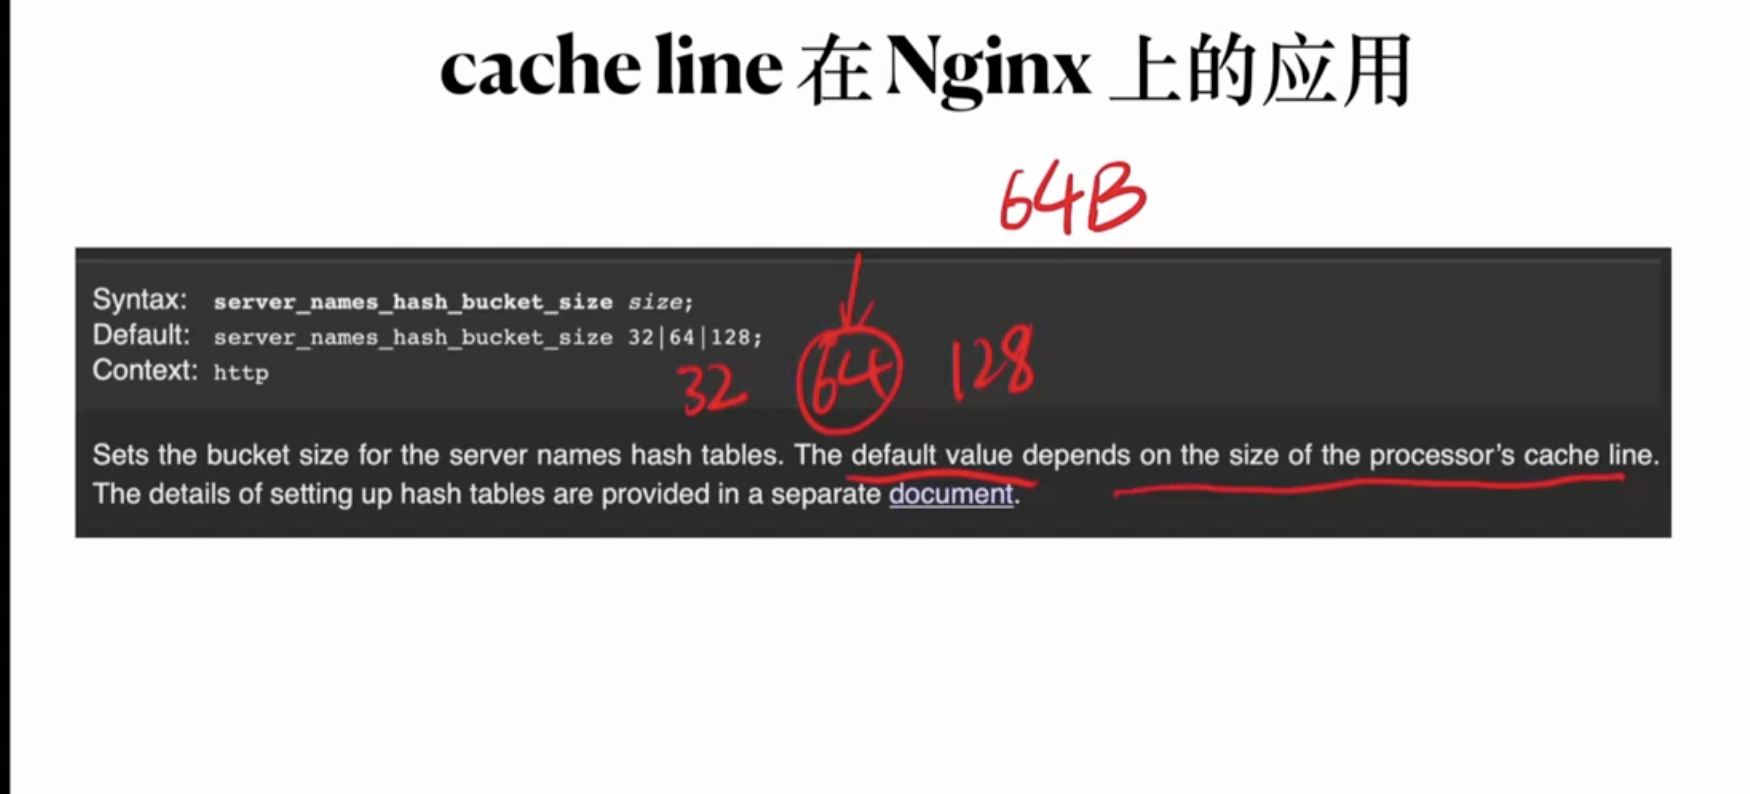 cache line 在 Nginx 上的应用
64B
Syntax: server_names_hash_bucket_size size;
Default: server_names_hash_bucket_size 32|64|128;
Context: http
32 64 128
Sets the bucket size for the server names hash tables. The default value depends on the size of the processor's cache line.
The details of setting up hash tables are provided in a separate document.